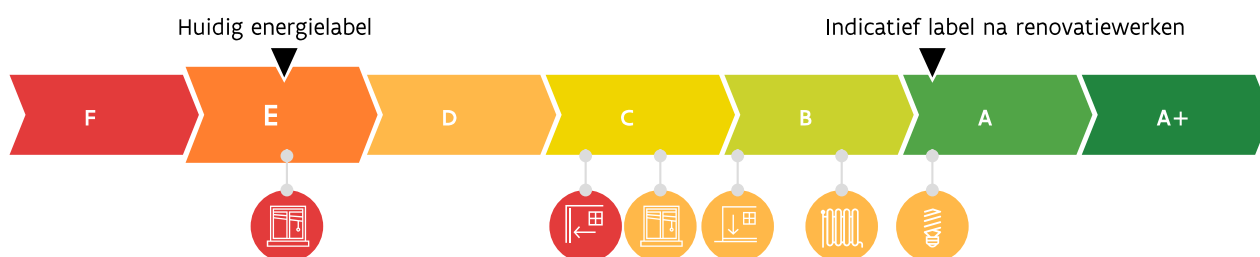 Huidig energielabel
Indicatief label na renovatiewerken
F E D C B A A+